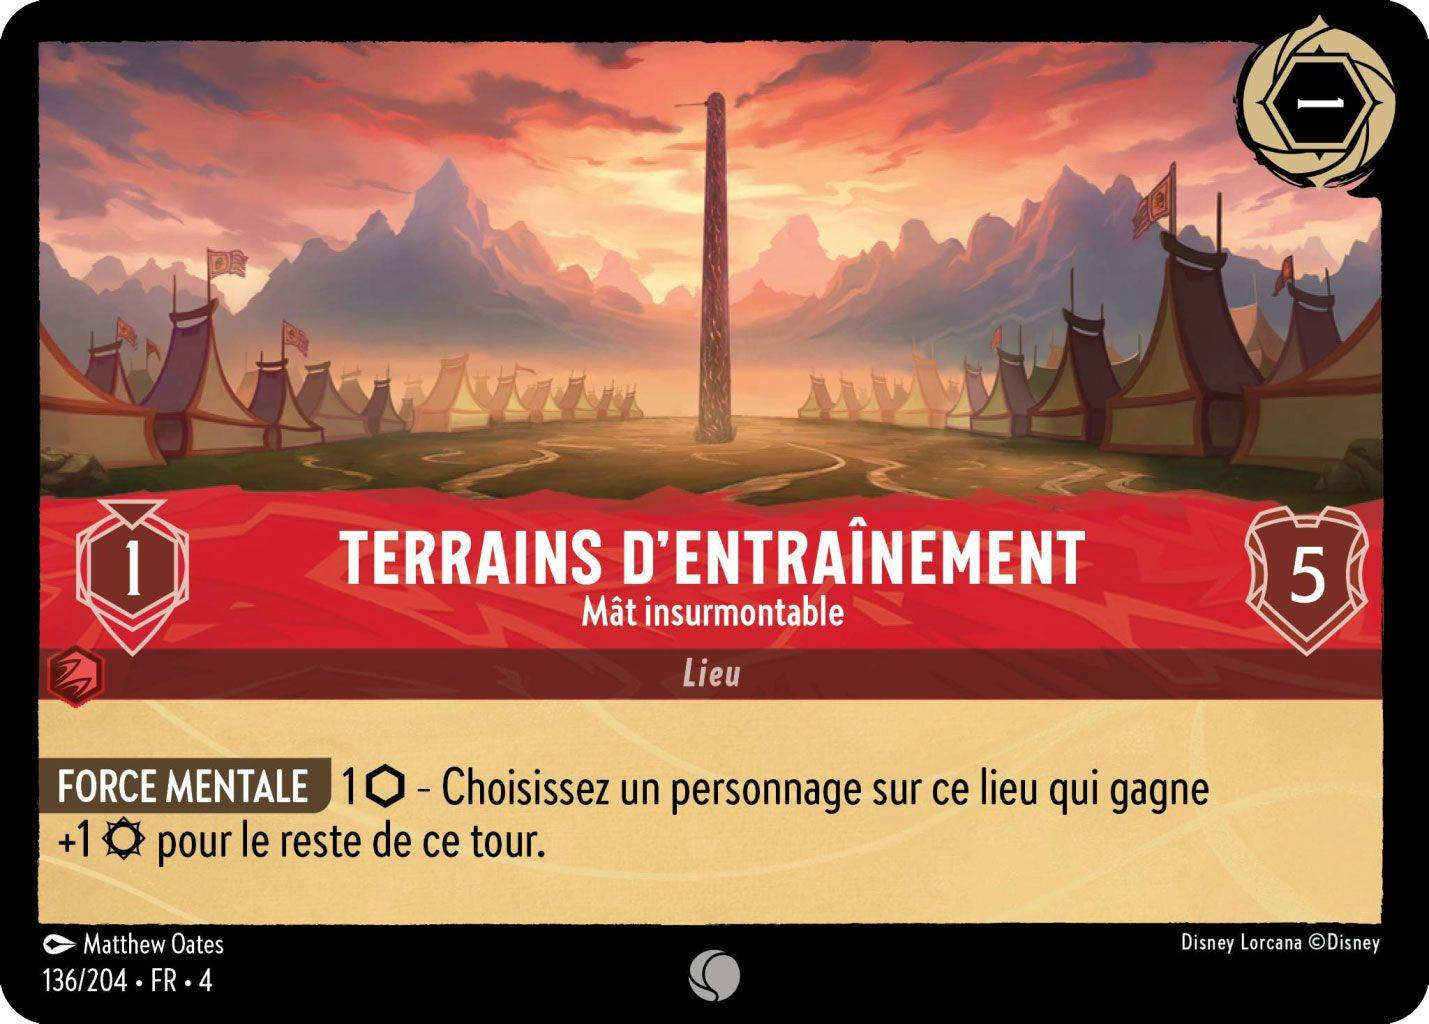 1
TERRAINS D’ENTRAÎNEMENT
Mât insurmontable
1
5
Lieu
FORCE MENTALE 1 ⬡ - Choisissez un personnage sur ce lieu qui gagne
+1 ¤ pour le reste de ce tour.
Matthew Oates
Disney Lorcana ©Disney
136/204 • FR • 4